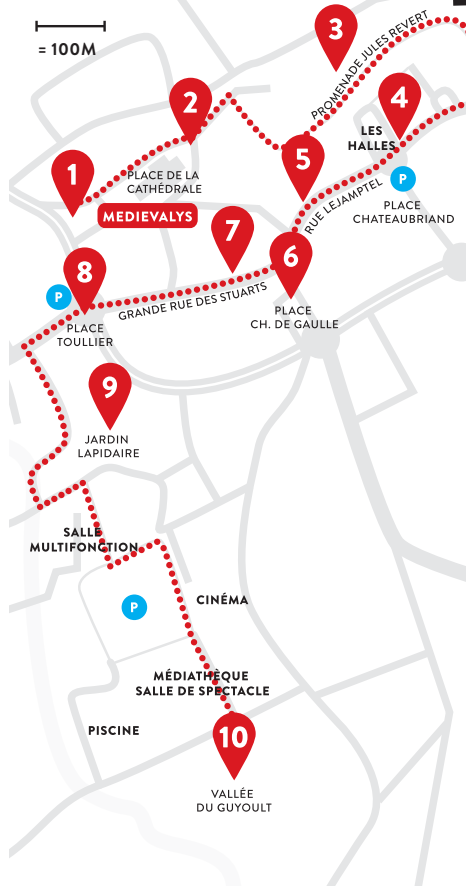 = 100M
3
PROMENADE JULES REVERT
2
4
LES
HALLES
5
1
PLACE DE LA
CATHÉDRALE
P
MEDIEVALYS
RUE LEJAMPTEL
PLACE
CHATEAUBRIAND
7
6
8
P
GRANDE RUE DES STUARTS
PLACE
CH. DE GAULLE
PLACE
TOULLIER
9
JARDIN
LAPIDAIRE
SALLE
MULTIFONCTION
P
CINÉMA
MÉDIATHÈQUE
SALLE DE SPECTACLE
PISCINE
10
VALLÉE
DU GUYOULT